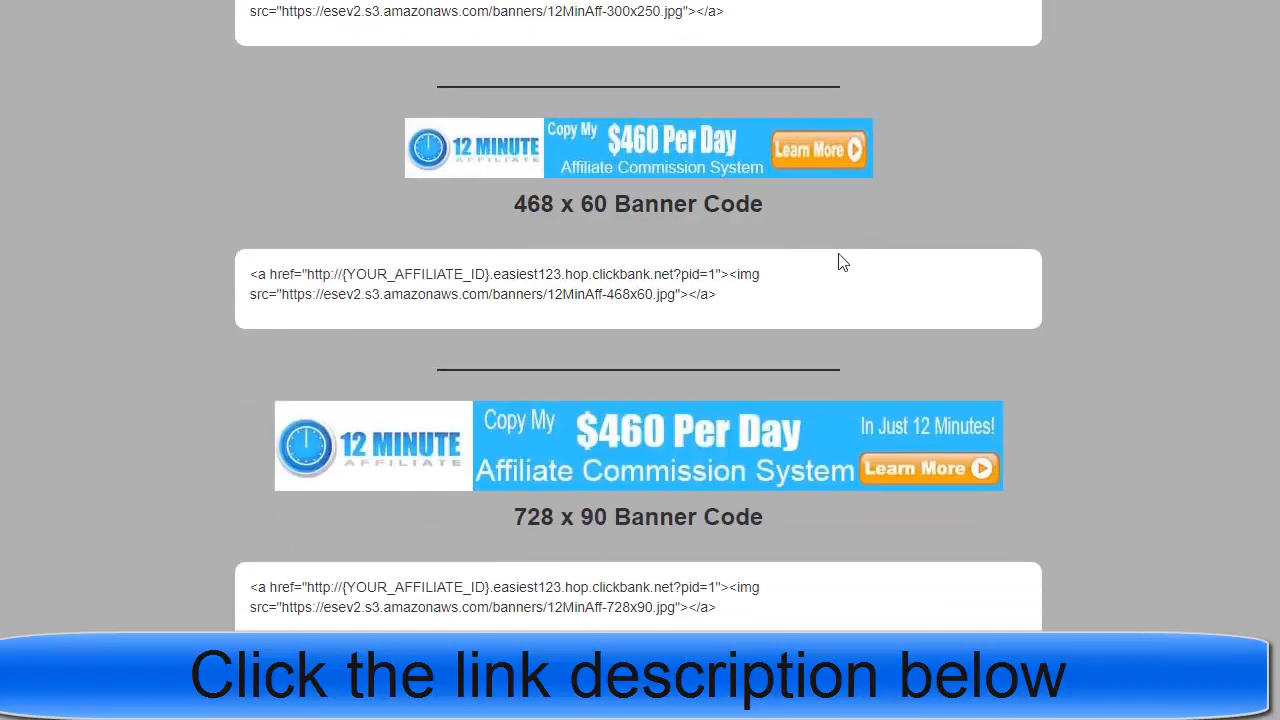 src="https://esev2.s3.amazonaws.com/banners/12MinAff-300x250.jpg"></a>
12 MINUTE
AFFILIATE
Copy My $460 Per Day
Affiliate Commission System
Learn More
468 x 60 Banner Code
<a href="http://{YOUR_AFFILIATE_ID}.easiest123.hop.clickbank.net?pid=1"><img
src="https://esev2.s3.amazonaws.com/banners/12MinAff-468x60.jpg"></a>
12 MINUTE
AFFILIATE
Copy My $460 Per Day
Affiliate Commission System
In Just 12 Minutes!
Learn More
728 x 90 Banner Code
<a href="http://{YOUR_AFFILIATE_ID}.easiest123.hop.clickbank.net?pid=1"><img
src="https://esev2.s3.amazonaws.com/banners/12MinAff-728x90.jpg"></a>
Click the link description below